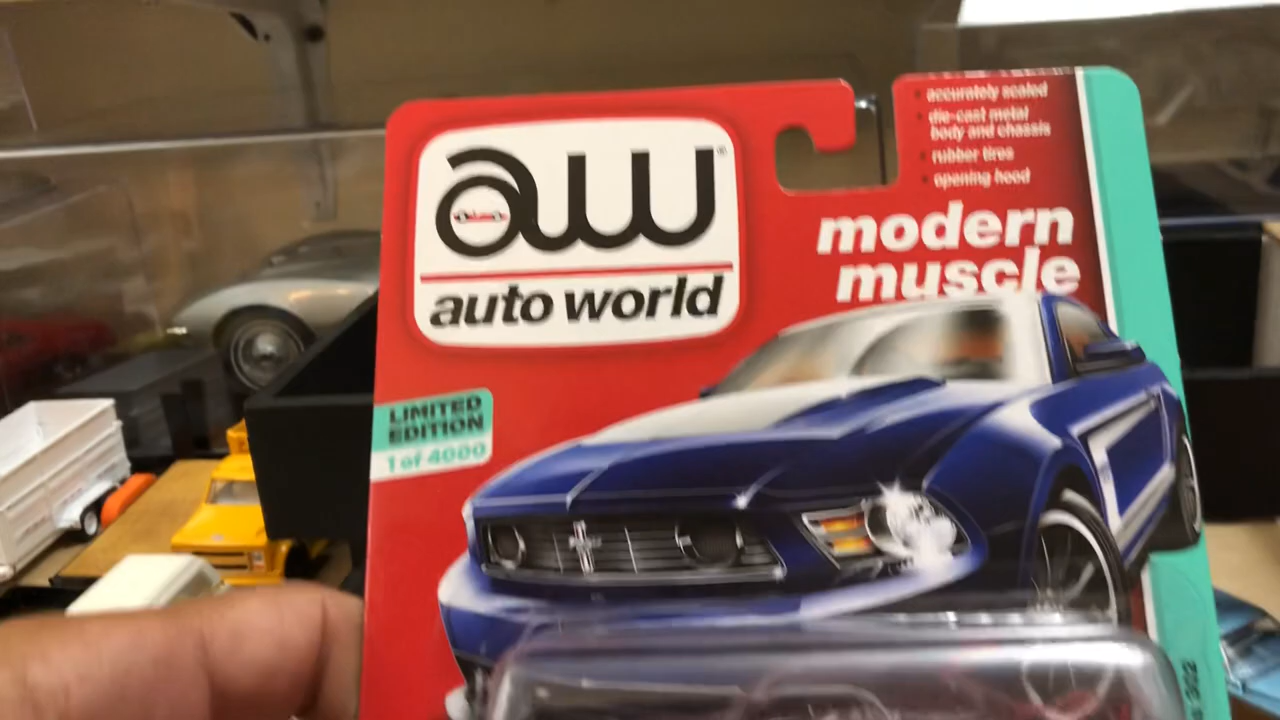 aw
®
auto world
accurately scaled
die-cast metal
body and chassis
rubber tires
opening hood
modern
muscle
LIMITED
EDITION
1 of 4000
302